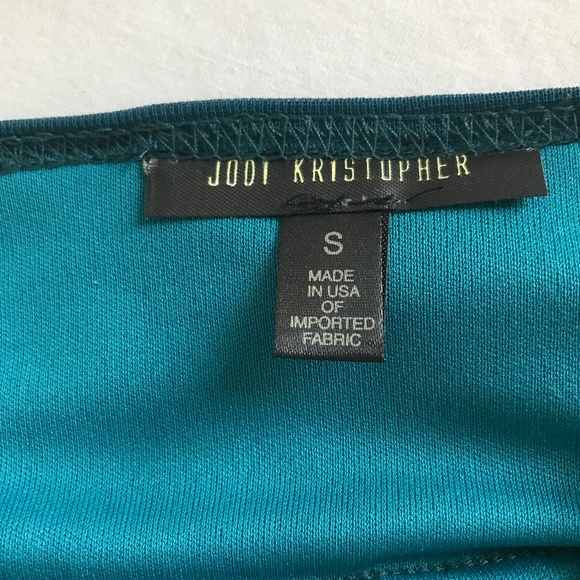 JODI KRISTOPHER
S
MADE
IN USA
OF
IMPORTED
FABRIC